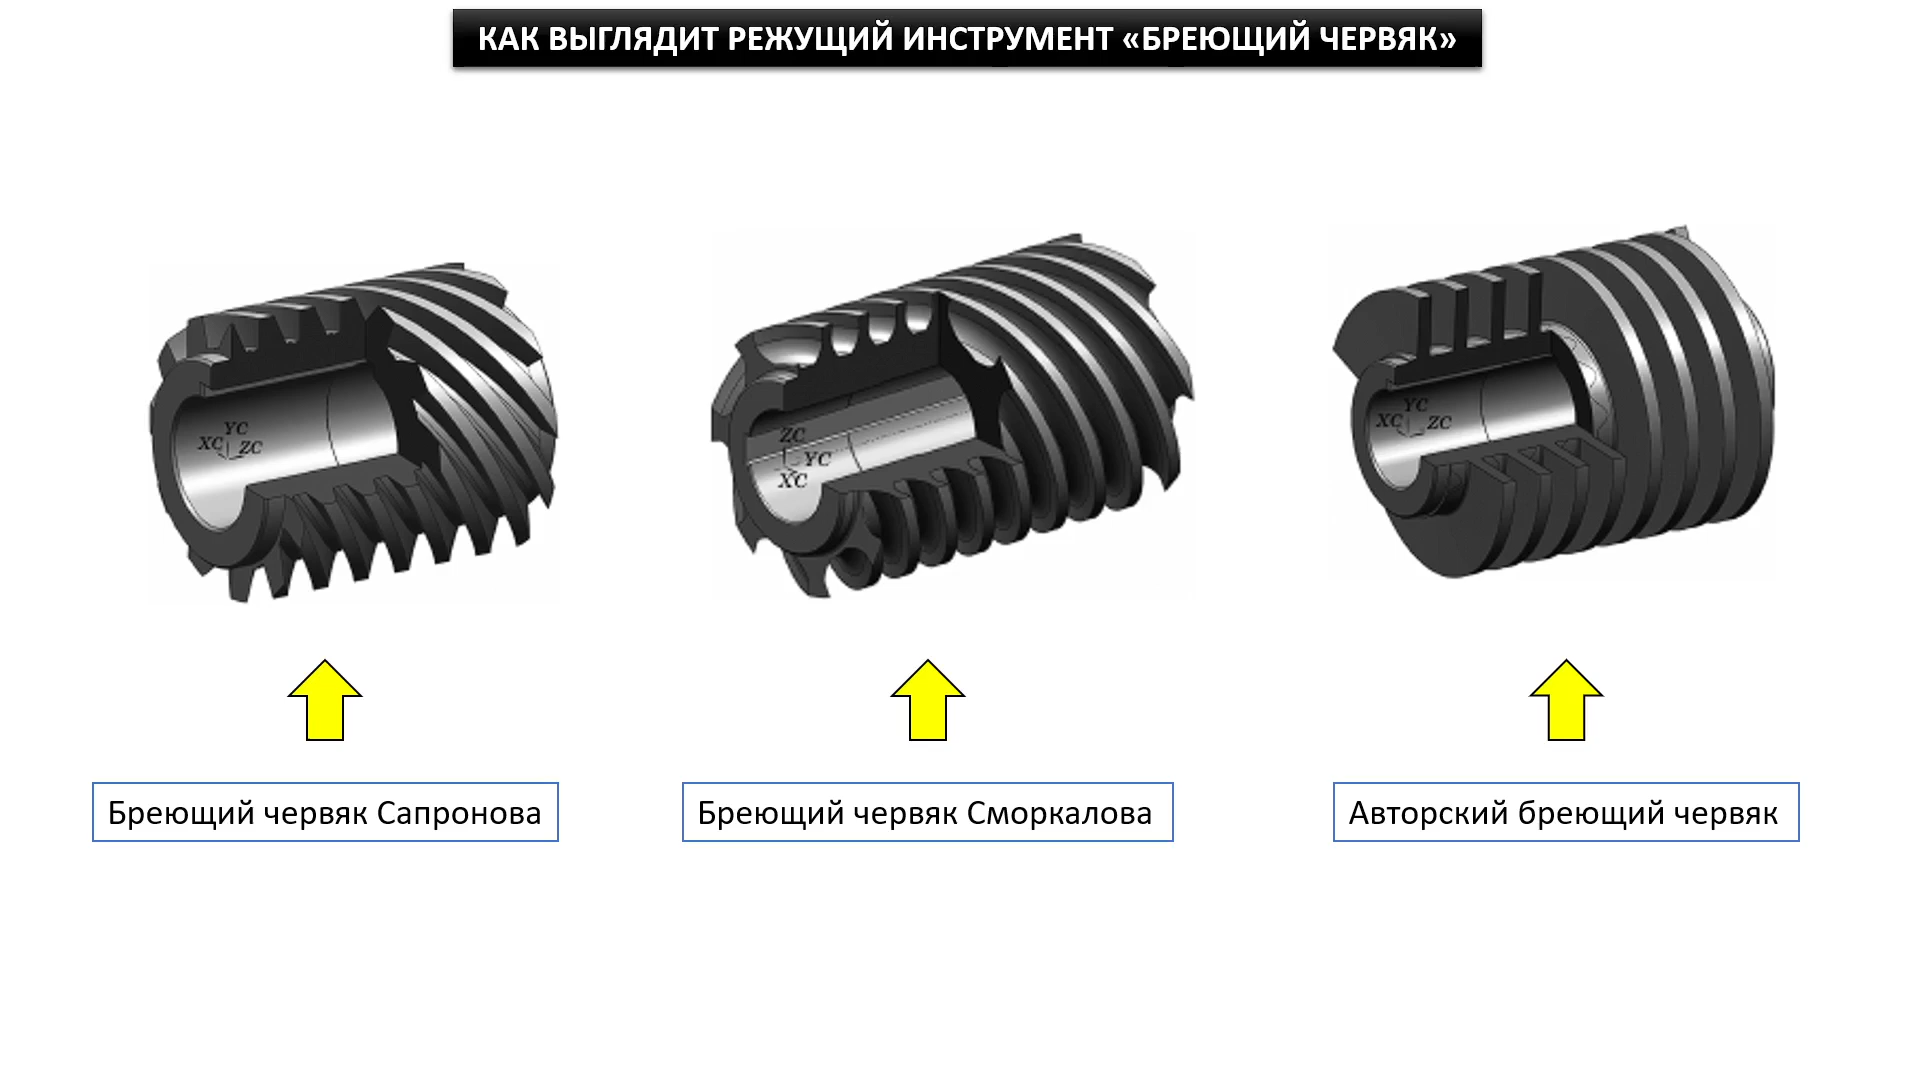 КАК ВЫГЛЯДИТ РЕЖУЩИЙ ИНСТРУМЕНТ «БРЕЮЩИЙ ЧЕРВЯК»
YC
XC
ZC
ZC
YC
XC
YC
XC
ZC
Бреющий червяк Сапронова
Бреющий червяк Сморкалова
Авторский бреющий червяк